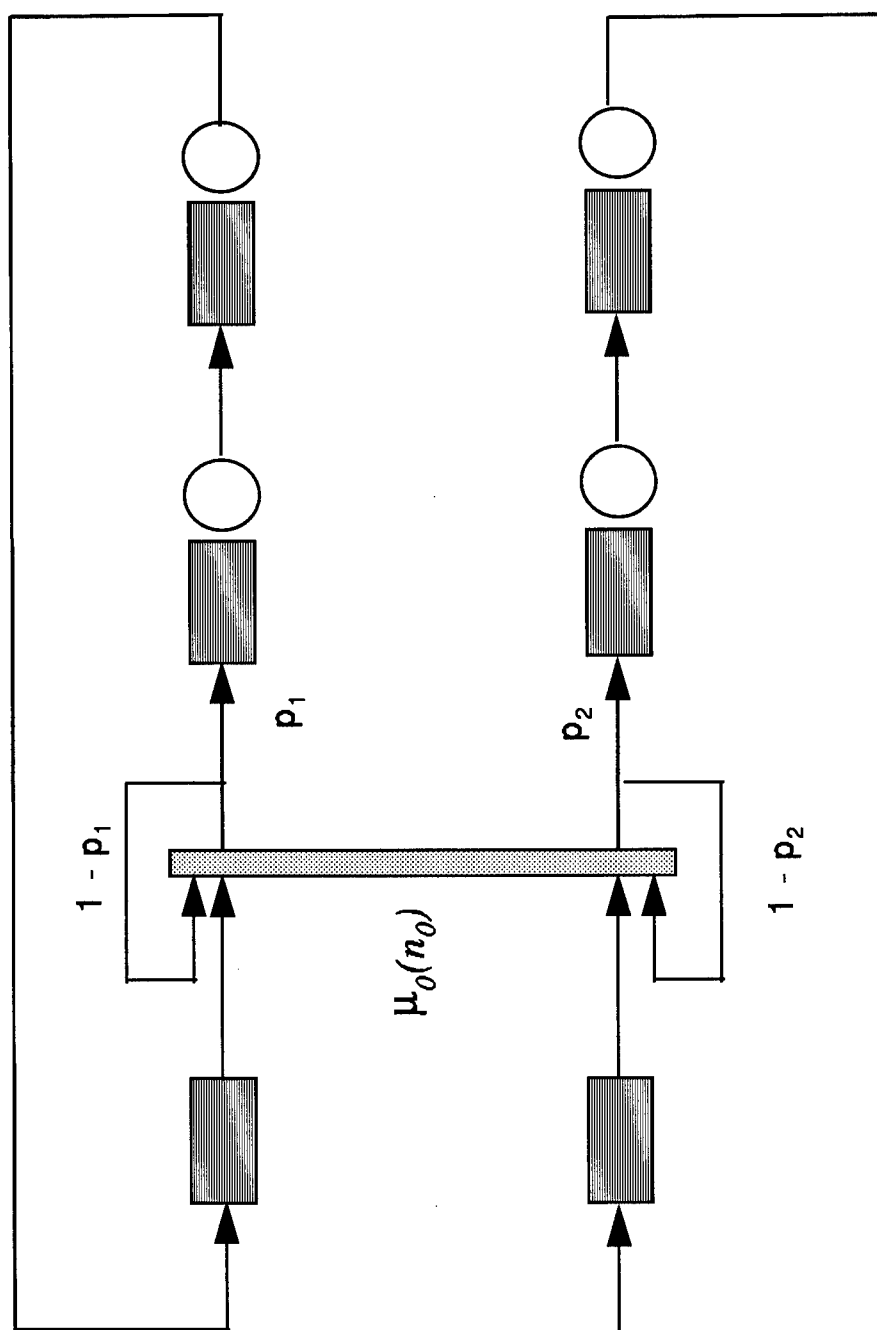 p₁
p₂
1 - p₁
1 - p₂
μ₀(n₀)